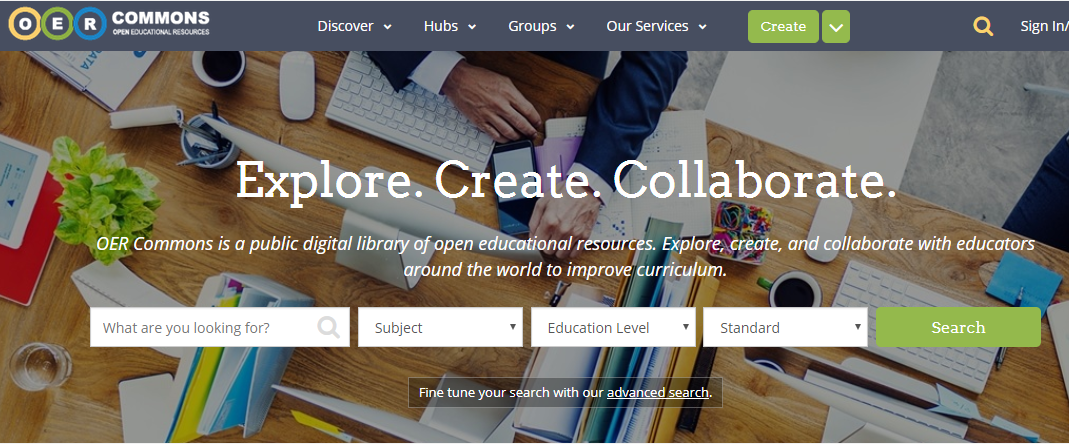 OER COMMONS
OPEN EDUCATIONAL RESOURCES
Discover Hubs Groups Our Services Create Sign In/
DATA
Explore. Create. Collaborate.
OER Commons is a public digital library of open educational resources. Explore, create, and collaborate with educators
around the world to improve curriculum.
What are you looking for? Subject Education Level Standard Search
Fine tune your search with our advanced search.